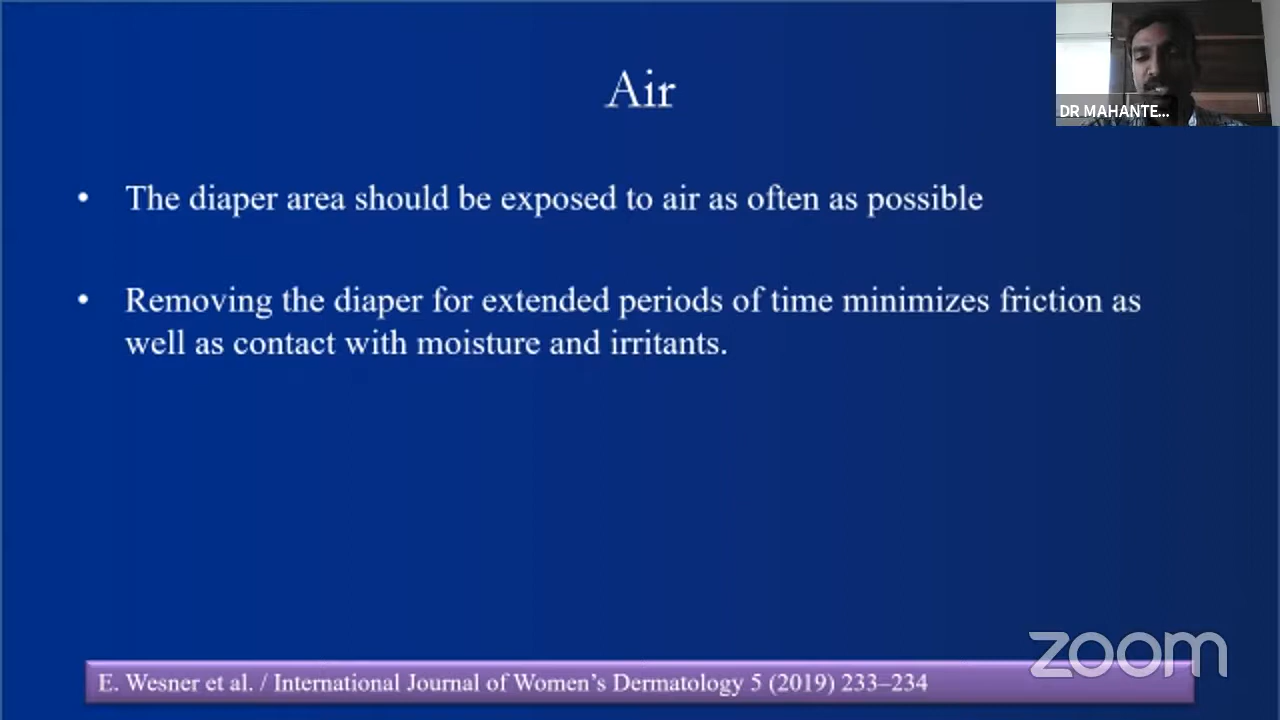 Air
DR MAHANTE...
• The diaper area should be exposed to air as often as possible
• Removing the diaper for extended periods of time minimizes friction as
well as contact with moisture and irritants.
zoom
E. Wesner et al. / International Journal of Women’s Dermatology 5 (2019) 233–234